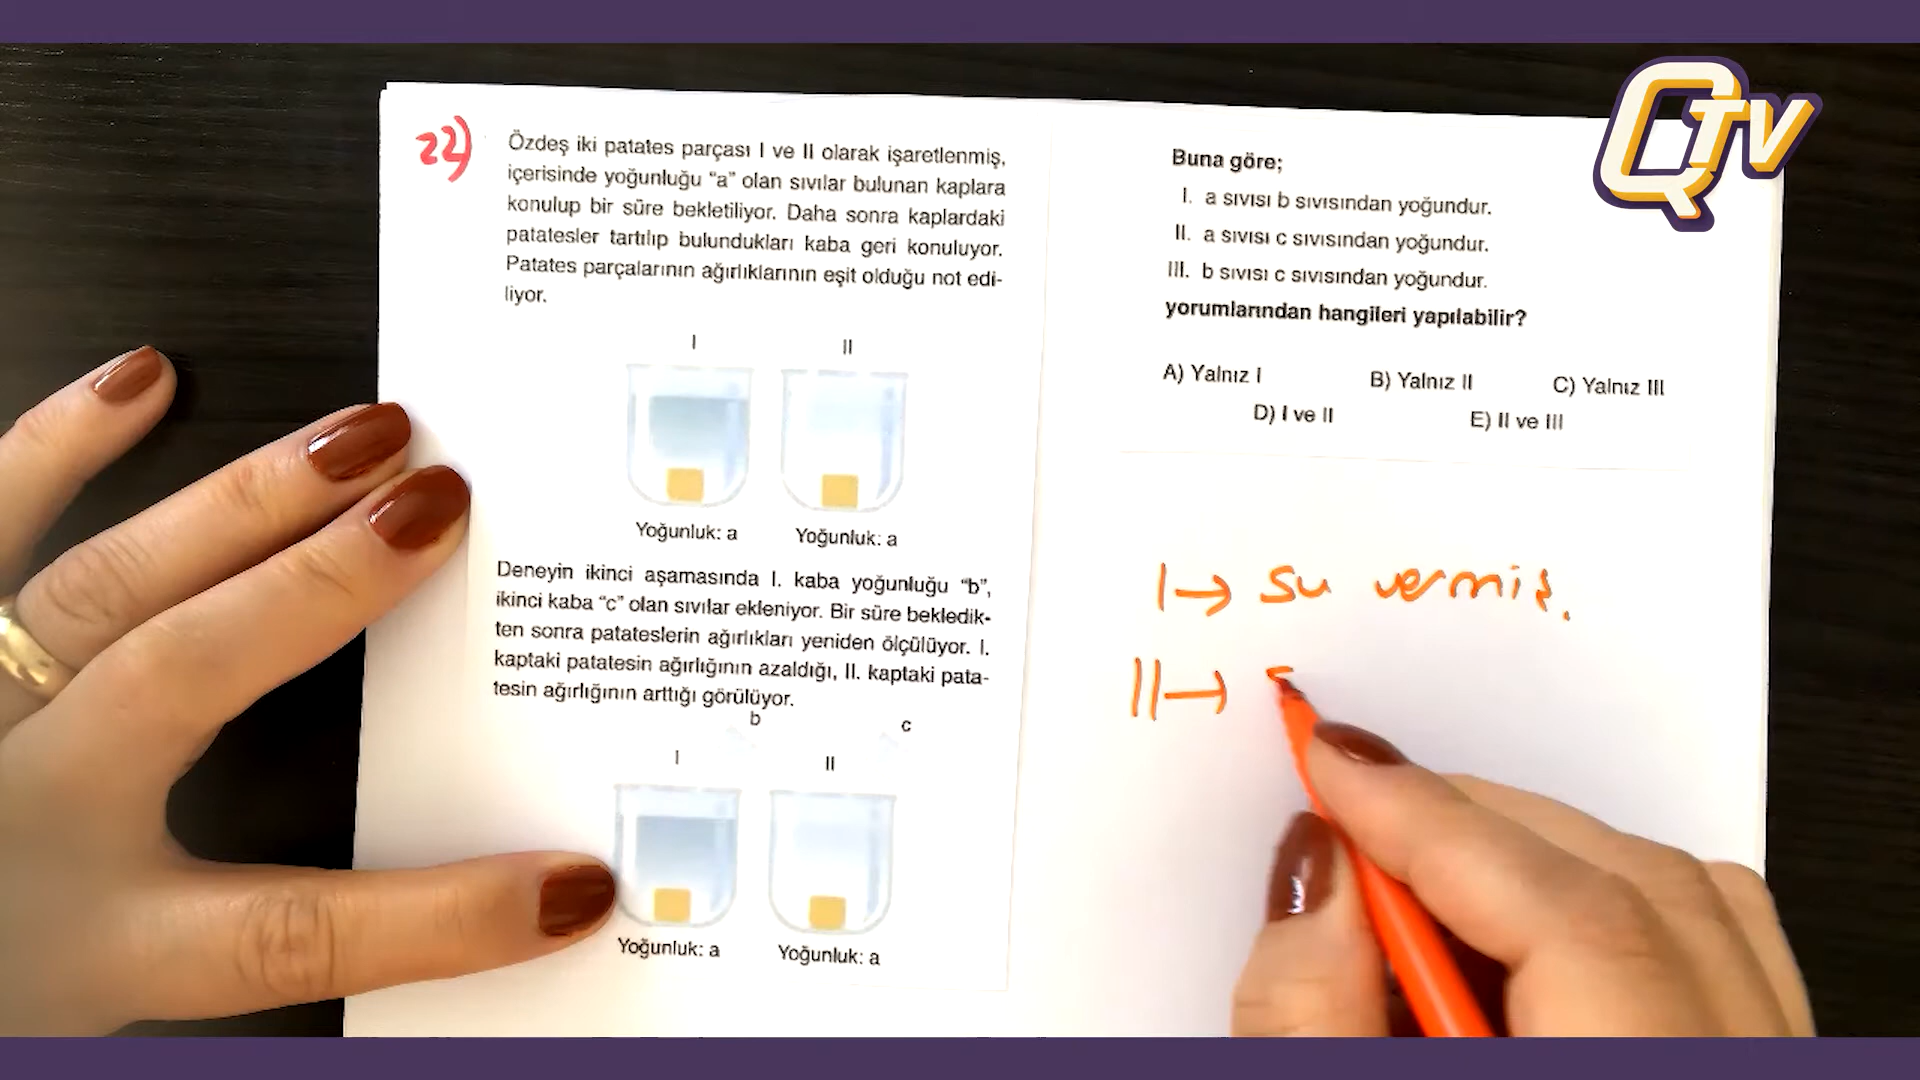 QTV
22)
Özdeş iki patates parçası I ve II olarak işaretlenmiş,
içerisinde yoğunluğu “a” olan sıvılar bulunan kaplara
konulup bir süre bekletiliyor. Daha sonra kaplardaki
patatesler tartılıp bulundukları kaba geri konuluyor.
Patates parçalarının ağırlıklarının eşit olduğu not edi-
liyor.
I II
Yoğunluk: a Yoğunluk: a
Deneyin ikinci aşamasında I. kaba yoğunluğu “b”,
ikinci kaba “c” olan sıvılar ekleniyor. Bir süre bekledik-
ten sonra patateslerin ağırlıkları yeniden ölçülüyor. I.
kaptaki patatesin ağırlığının azaldığı, II. kaptaki pata-
tesin ağırlığının arttığı görülüyor.
b c
I II
Yoğunluk: a Yoğunluk: a
Buna göre;
I. a sıvısı b sıvısından yoğundur.
II. a sıvısı c sıvısından yoğundur.
III. b sıvısı c sıvısından yoğundur.
yorumlarından hangileri yapılabilir?
A) Yalnız I B) Yalnız II C) Yalnız III
D) I ve II E) II ve III
I → su vermiş.
II → s